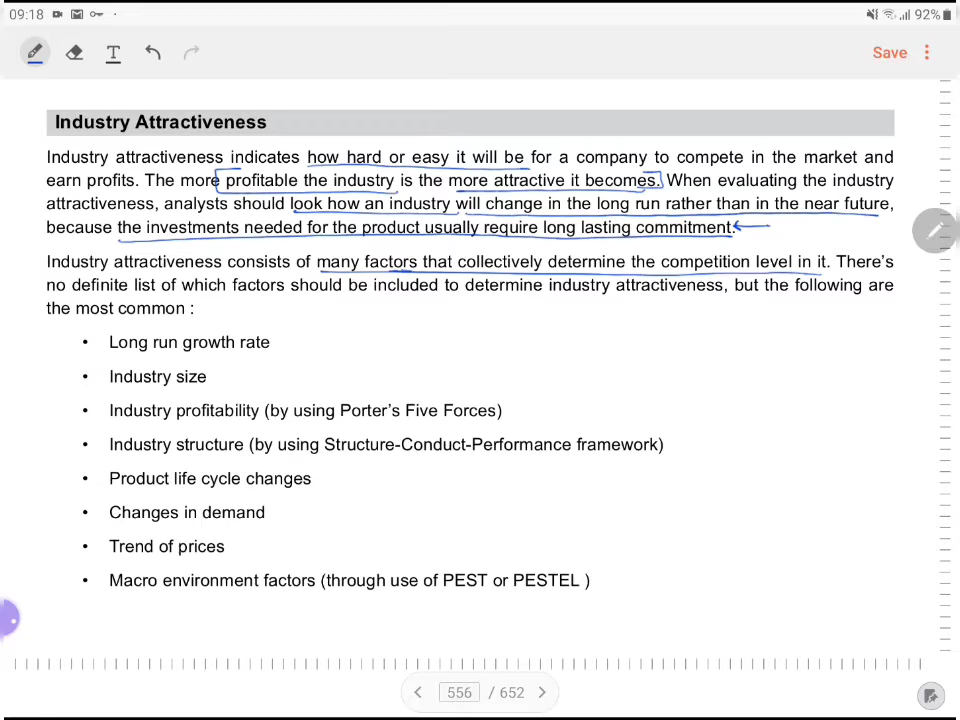 09:18
92%
T
Save
Industry Attractiveness
Industry attractiveness indicates how hard or easy it will be for a company to compete in the market and
earn profits. The more profitable the industry is the more attractive it becomes. When evaluating the industry
attractiveness, analysts should look how an industry will change in the long run rather than in the near future,
because the investments needed for the product usually require long lasting commitment.
Industry attractiveness consists of many factors that collectively determine the competition level in it. There’s
no definite list of which factors should be included to determine industry attractiveness, but the following are
the most common :
• Long run growth rate
• Industry size
• Industry profitability (by using Porter’s Five Forces)
• Industry structure (by using Structure-Conduct-Performance framework)
• Product life cycle changes
• Changes in demand
• Trend of prices
• Macro environment factors (through use of PEST or PESTEL )
556 / 652